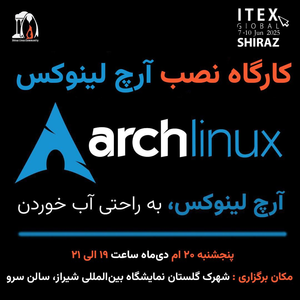 ITEX
GLOBAL
7-10 Jun 2025
SHIRAZ
کارگاه نصب آرچ لینوکس
archlinux
آرچ لینوکس، به راحتی آب خوردن
پنجشنبه ۲۰ ام دی‌ماه ساعت ۱۹ الی ۲۱
مکان برگزاری : شهرک گلستان نمایشگاه بین‌المللی شیراز، سالن سرو